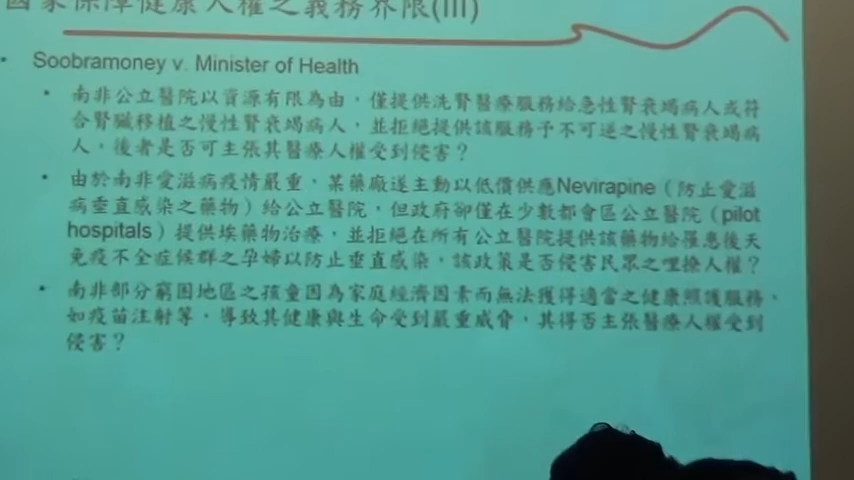 國家保障健康人權之義務界限(III)
Soobramoney v. Minister of Health
南非公立醫院以資源有限為由，僅提供洗腎醫療服務給急性腎衰竭病人或符
合腎臟移植之慢性腎衰竭病人，並拒絕提供該服務予不可逆之慢性腎衰竭病
人，後者是否可主張其醫療人權受到侵害？
由於南非愛滋病疫情嚴重，某藥廠遂主動以低價供應Nevirapine（防止愛滋
病垂直感染之藥物）給公立醫院，但政府卻僅在少數都會區公立醫院（pilot
hospitals）提供埃藥物治療，並拒絕在所有公立醫院提供該藥物給罹患後天
免疫不全症候群之孕婦以防止垂直感染，該政策是否侵害民眾之哩撩人權？
南非部分窮困地區之孩童因為家庭經濟因素而無法獲得適當之健康照護服務，
如疫苗注射等，導致其健康與生命受到嚴重威脅，其得否主張醫療人權受到
侵害？